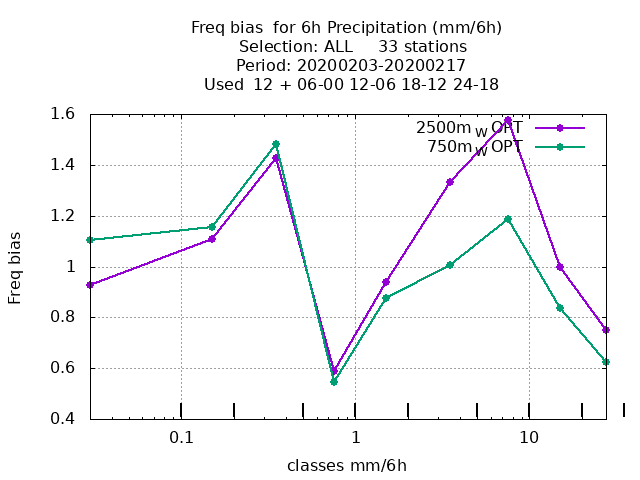 Freq bias  for 6h Precipitation (mm/6h)
Selection: ALL     33 stations
Period: 20200203-20200217
Used  12 + 06-00 12-06 18-12 24-18
1.6
1.4
1.2
1
0.8
0.6
0.4
2500m W OPT
750m W OPT
Freq bias
0.1
1
10
classes mm/6h